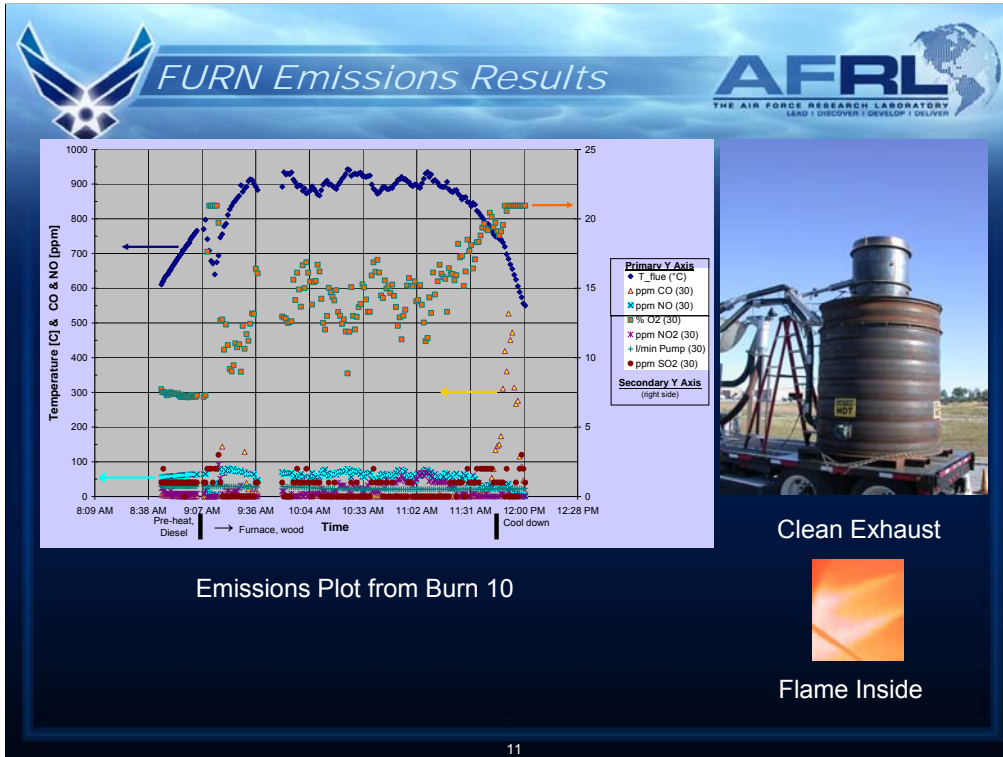 FURN Emissions Results
AFRL
THE AIR FORCE RESEARCH LABORATORY
LEAD | DISCOVER | DEVELOP | DELIVER
1000
900
800
700
600
500
400
300
200
100
0
Temperature [C] & CO & NO [ppm]
25
20
15
10
5
0
8:09 AM 8:38 AM 9:07 AM 9:36 AM 10:04 AM 10:33 AM 11:02 AM 11:31 AM 12:00 PM 12:28 PM
Pre-heat,
Diesel
→ Furnace, wood
Time
Cool down
Primary Y Axis
T_flue (°C)
ppm CO (30)
ppm NO (30)
% O2 (30)
ppm NO2 (30)
l/min Pump (30)
ppm SO2 (30)
Secondary Y Axis
(right side)
HOT
HOT
Clean Exhaust
Emissions Plot from Burn 10
Flame Inside
11